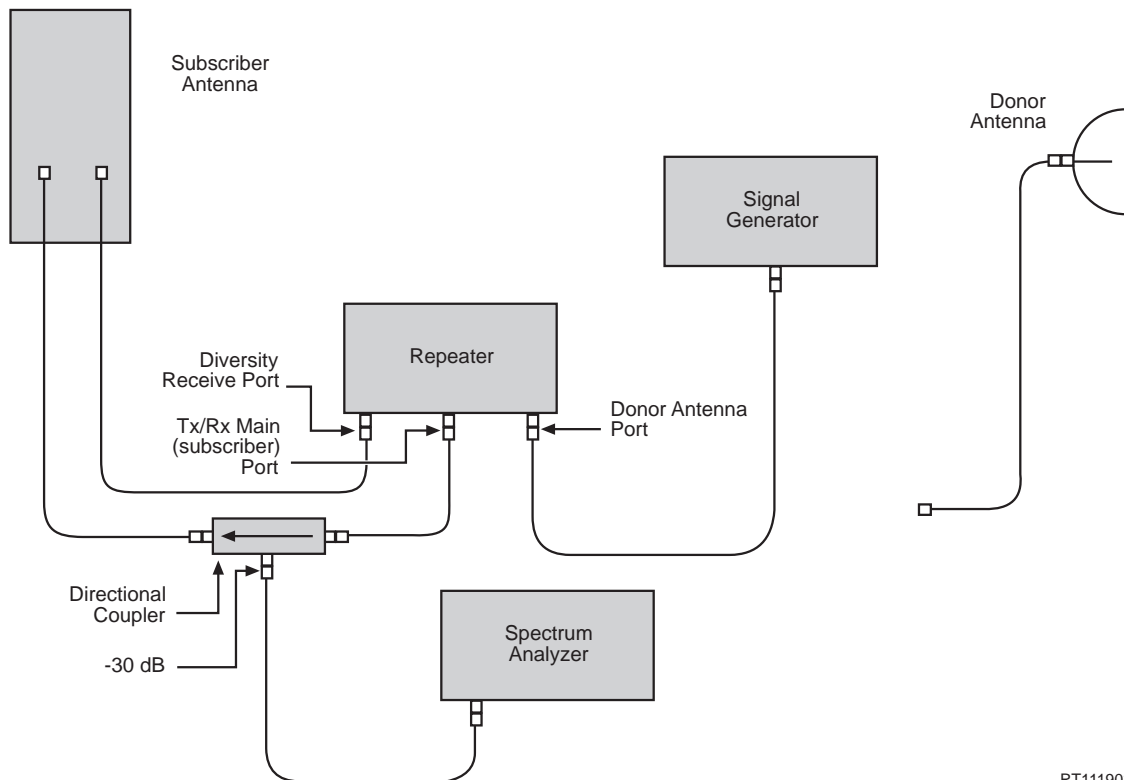 Subscriber
Antenna
Donor
Antenna
Signal
Generator
Repeater
Diversity
Receive Port
Tx/Rx Main
(subscriber)
Port
Donor Antenna
Port
Directional
Coupler
-30 dB
Spectrum
Analyzer
RT11190